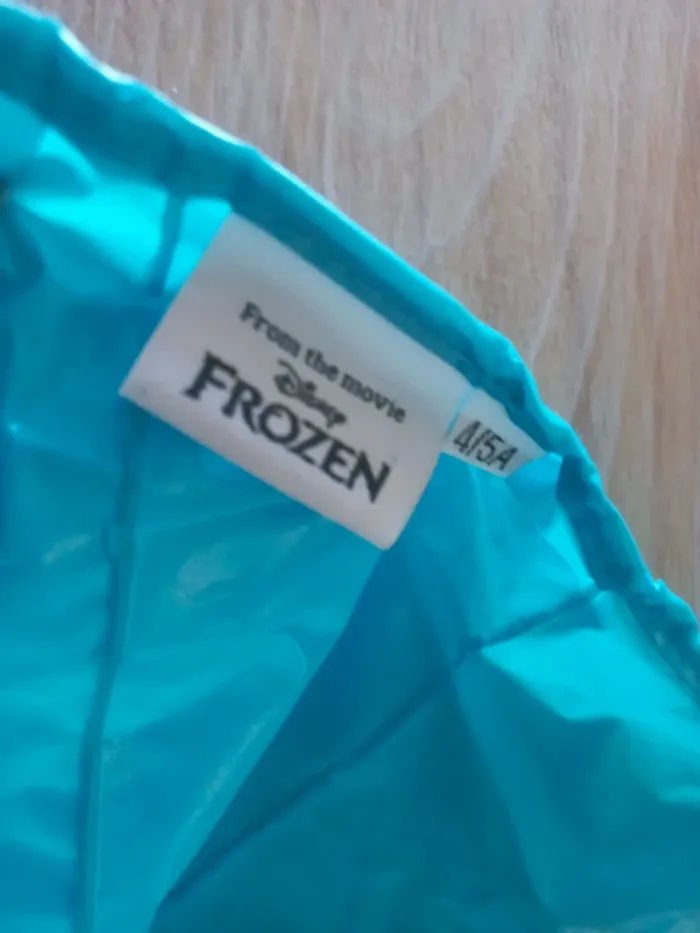 From the movie
Disney
FROZEN
4/5A